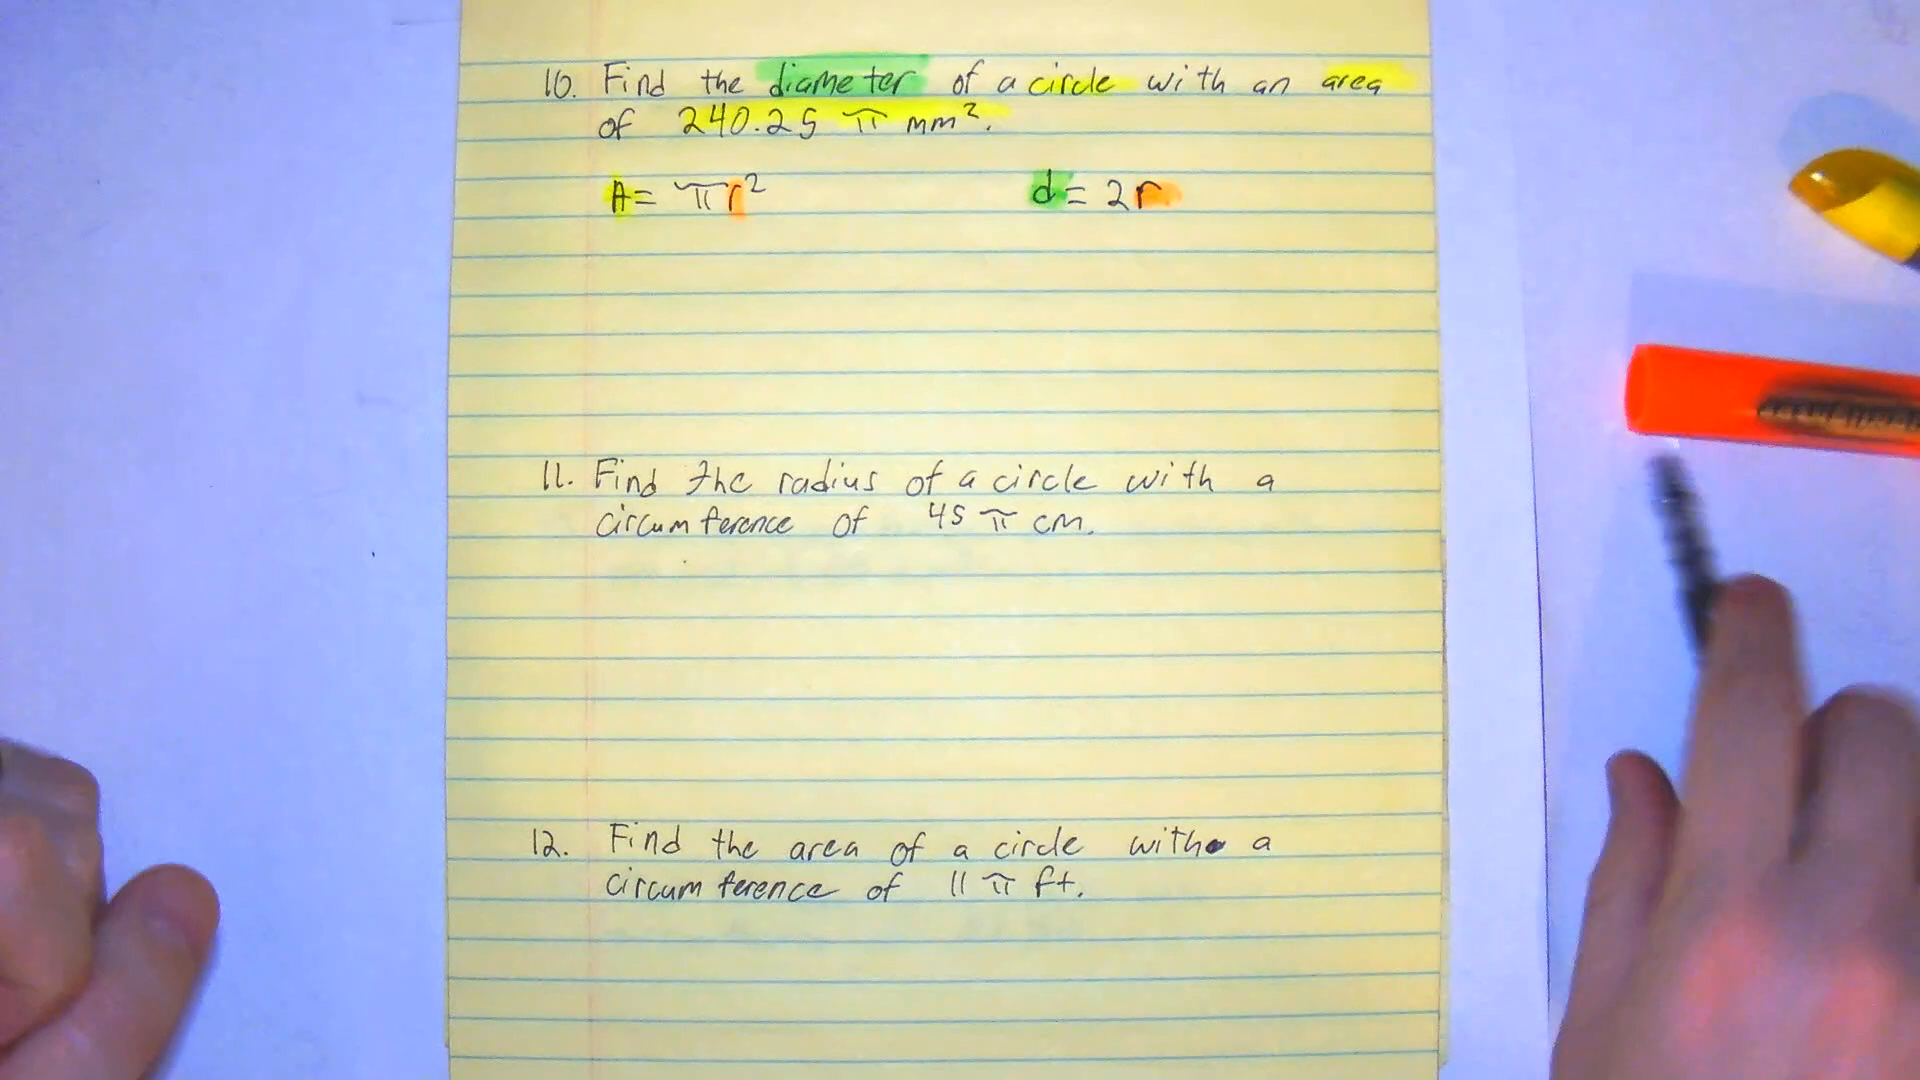 10. Find the diameter of a circle with an area
of 240.25 π mm².
A = πr² d = 2r
11. Find the radius of a circle with a
circumference of 45 π cm.
12. Find the area of a circle with a
circumference of 11 π ft.